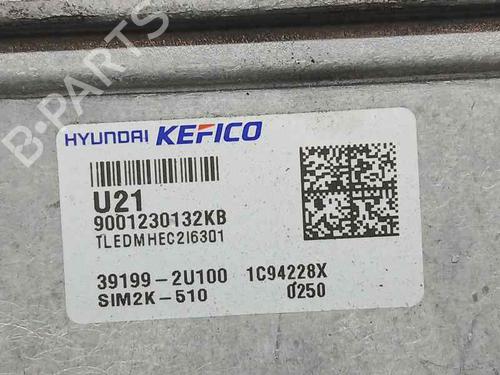 B-PARTS
HYUNDAI KEFICO
U21
9001230132KB
TLEDMHEC2I6301
39199-2U100 1C94228X
SIM2K-510 0250